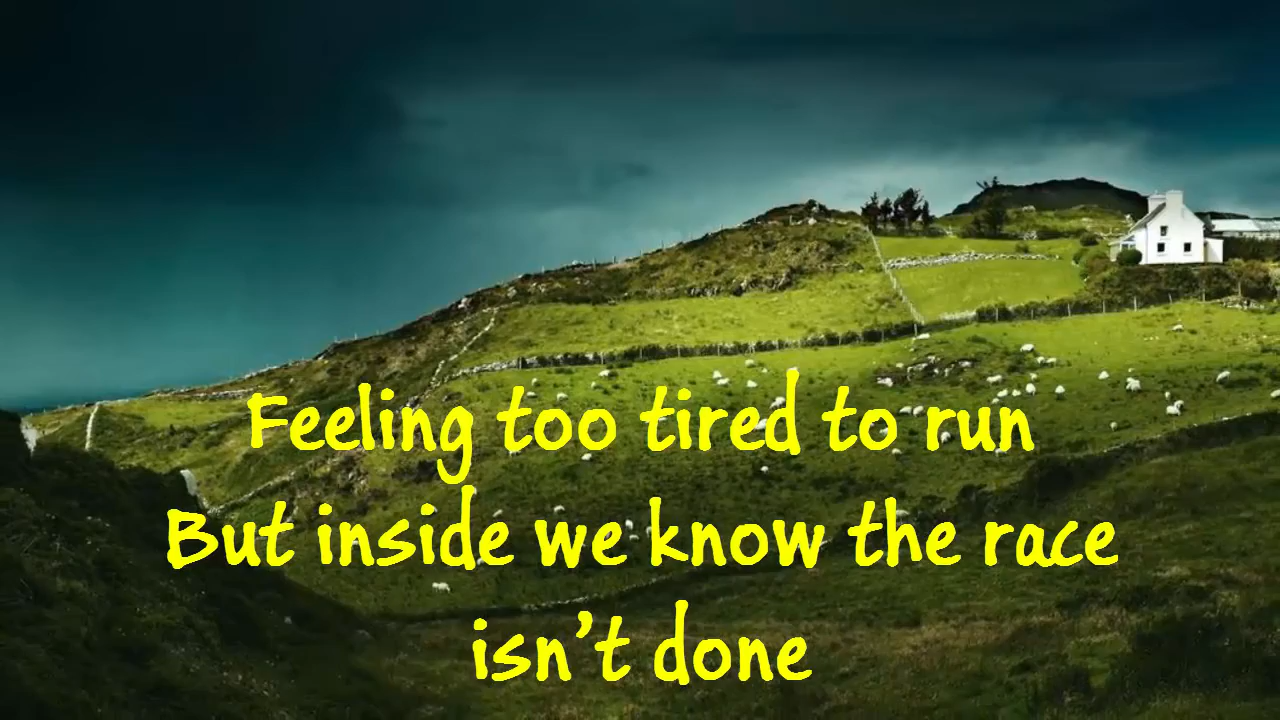 Feeling too tired to run
But inside we know the race
isn't done